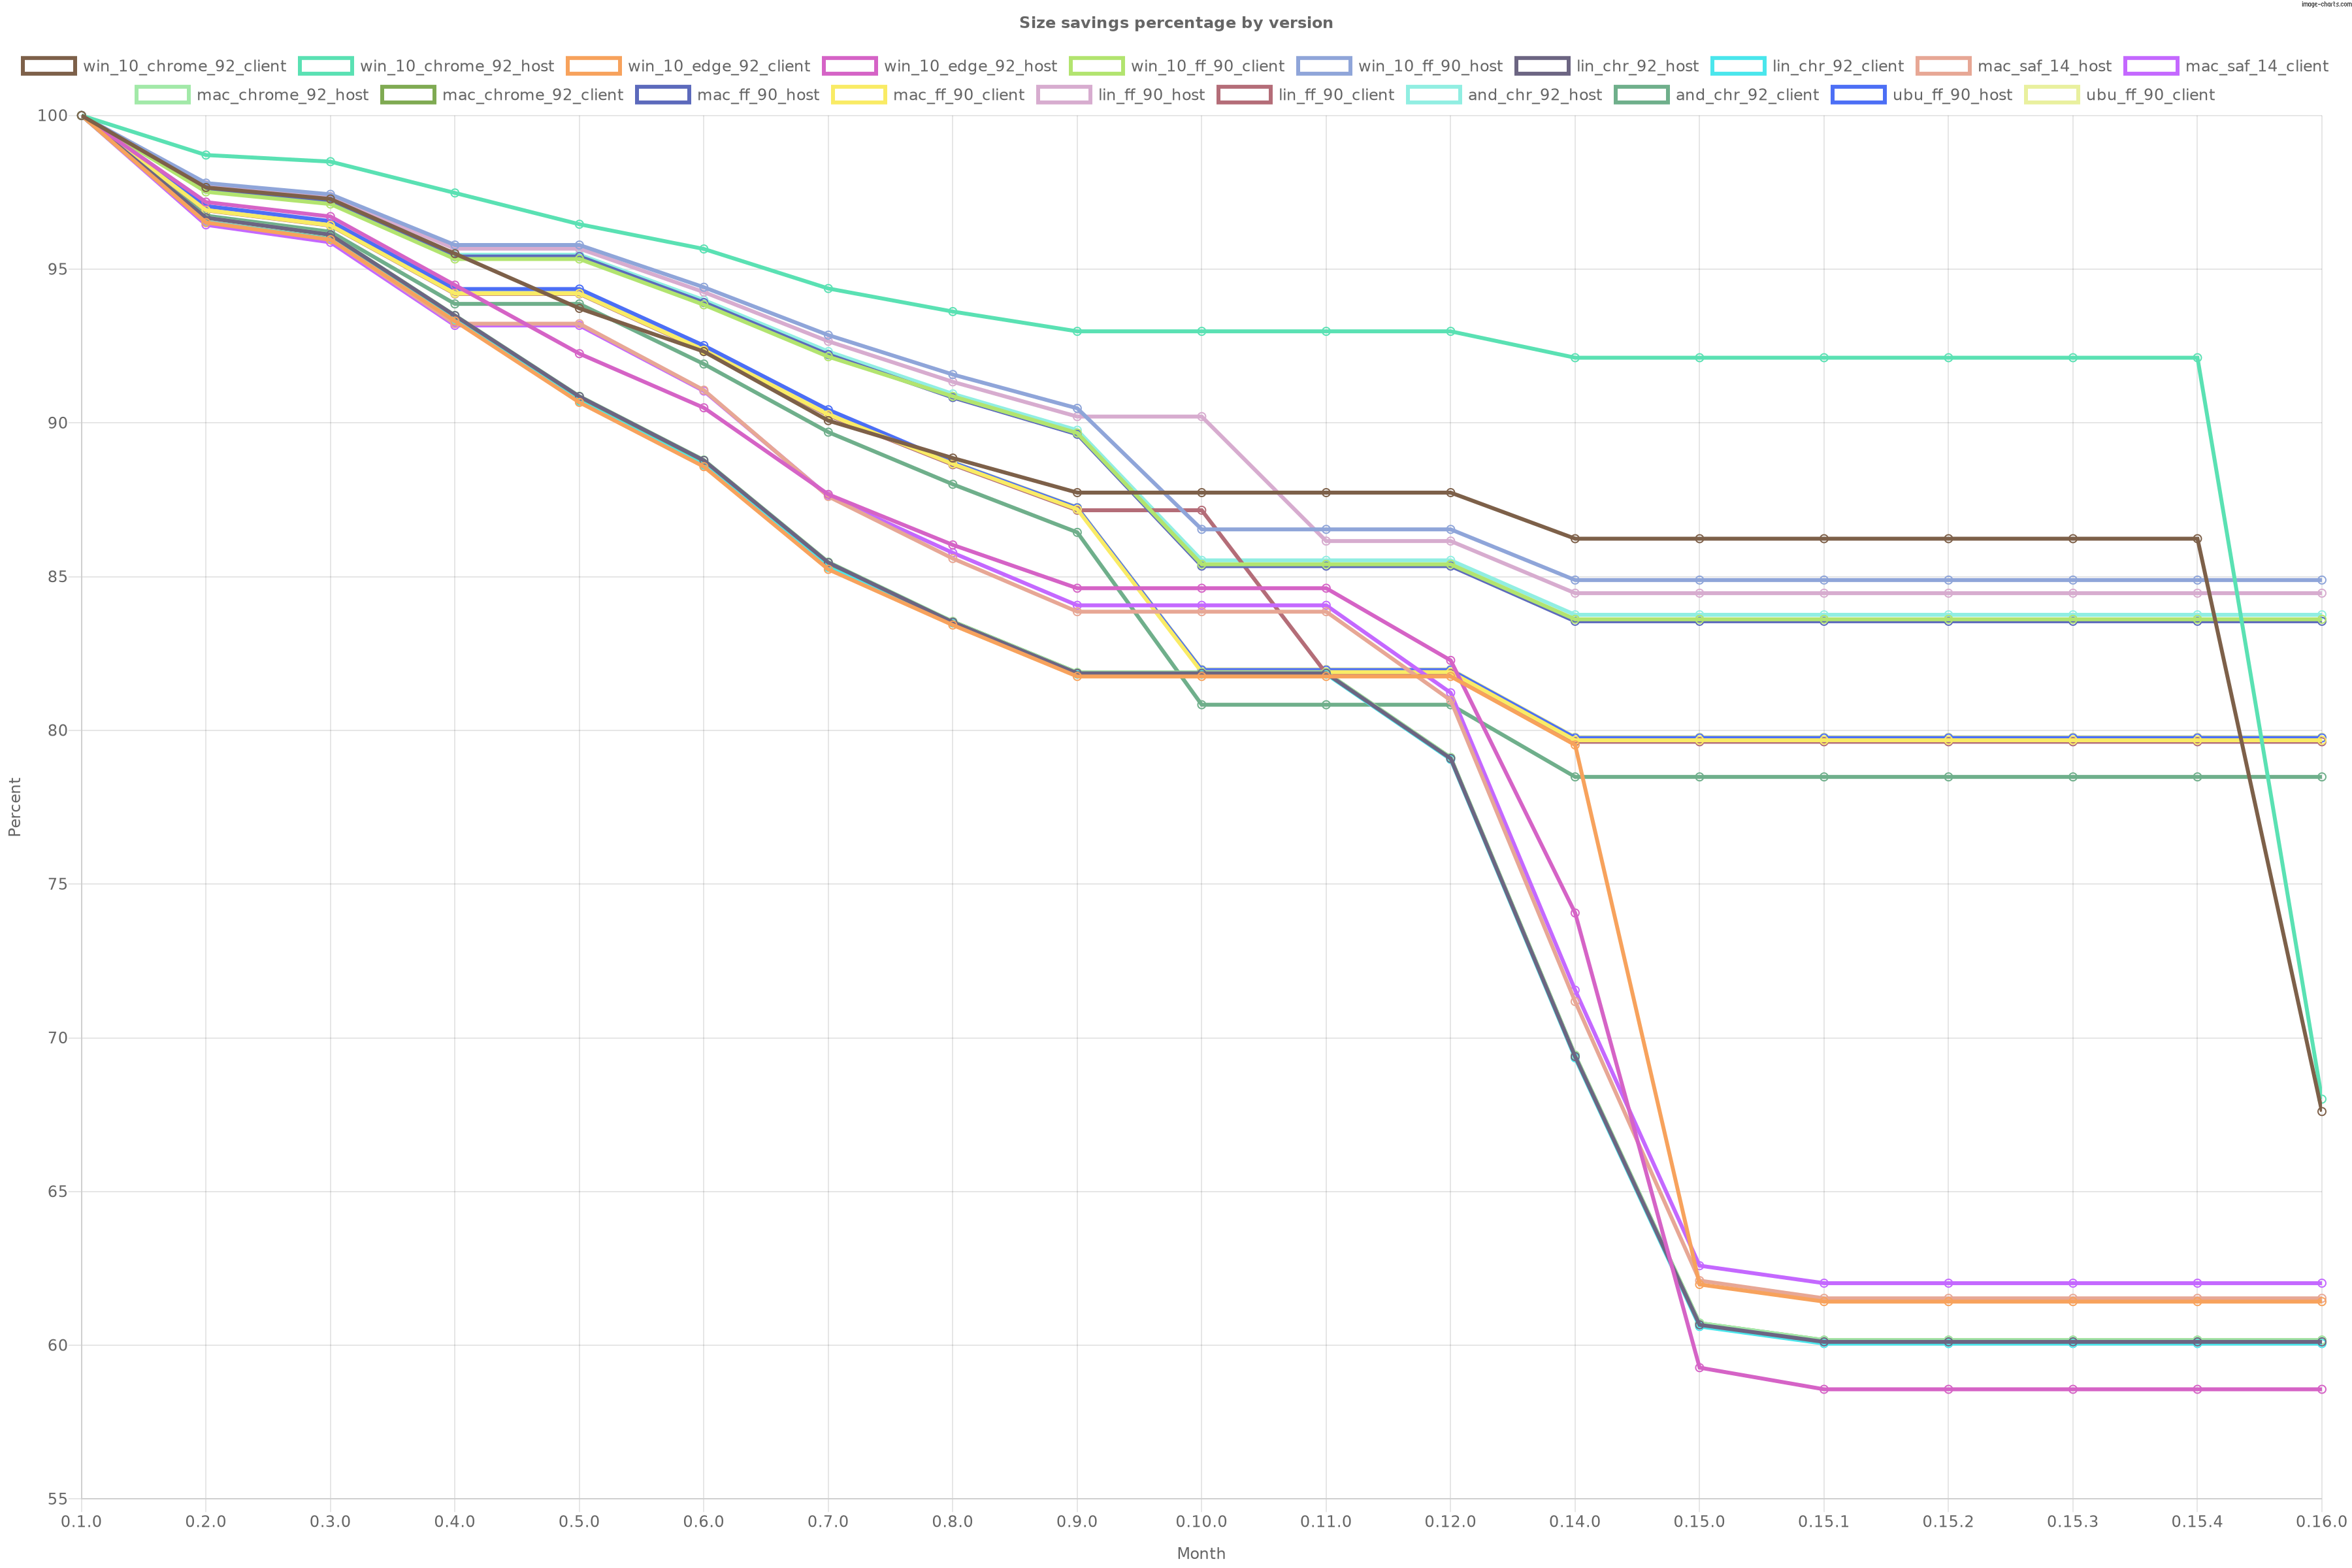 image-charts.com
Size savings percentage by version
win_10_chrome_92_client win_10_chrome_92_host win_10_edge_92_client win_10_edge_92_host win_10_ff_90_client win_10_ff_90_host lin_chr_92_host lin_chr_92_client mac_saf_14_host mac_saf_14_client
mac_chrome_92_host mac_chrome_92_client mac_ff_90_host mac_ff_90_client lin_ff_90_host lin_ff_90_client and_chr_92_host and_chr_92_client ubu_ff_90_host ubu_ff_90_client
100
95
90
85
80
75
70
65
60
55
Percent
0.1.0 0.2.0 0.3.0 0.4.0 0.5.0 0.6.0 0.7.0 0.8.0 0.9.0 0.10.0 0.11.0 0.12.0 0.14.0 0.15.0 0.15.1 0.15.2 0.15.3 0.15.4 0.16.0
Month